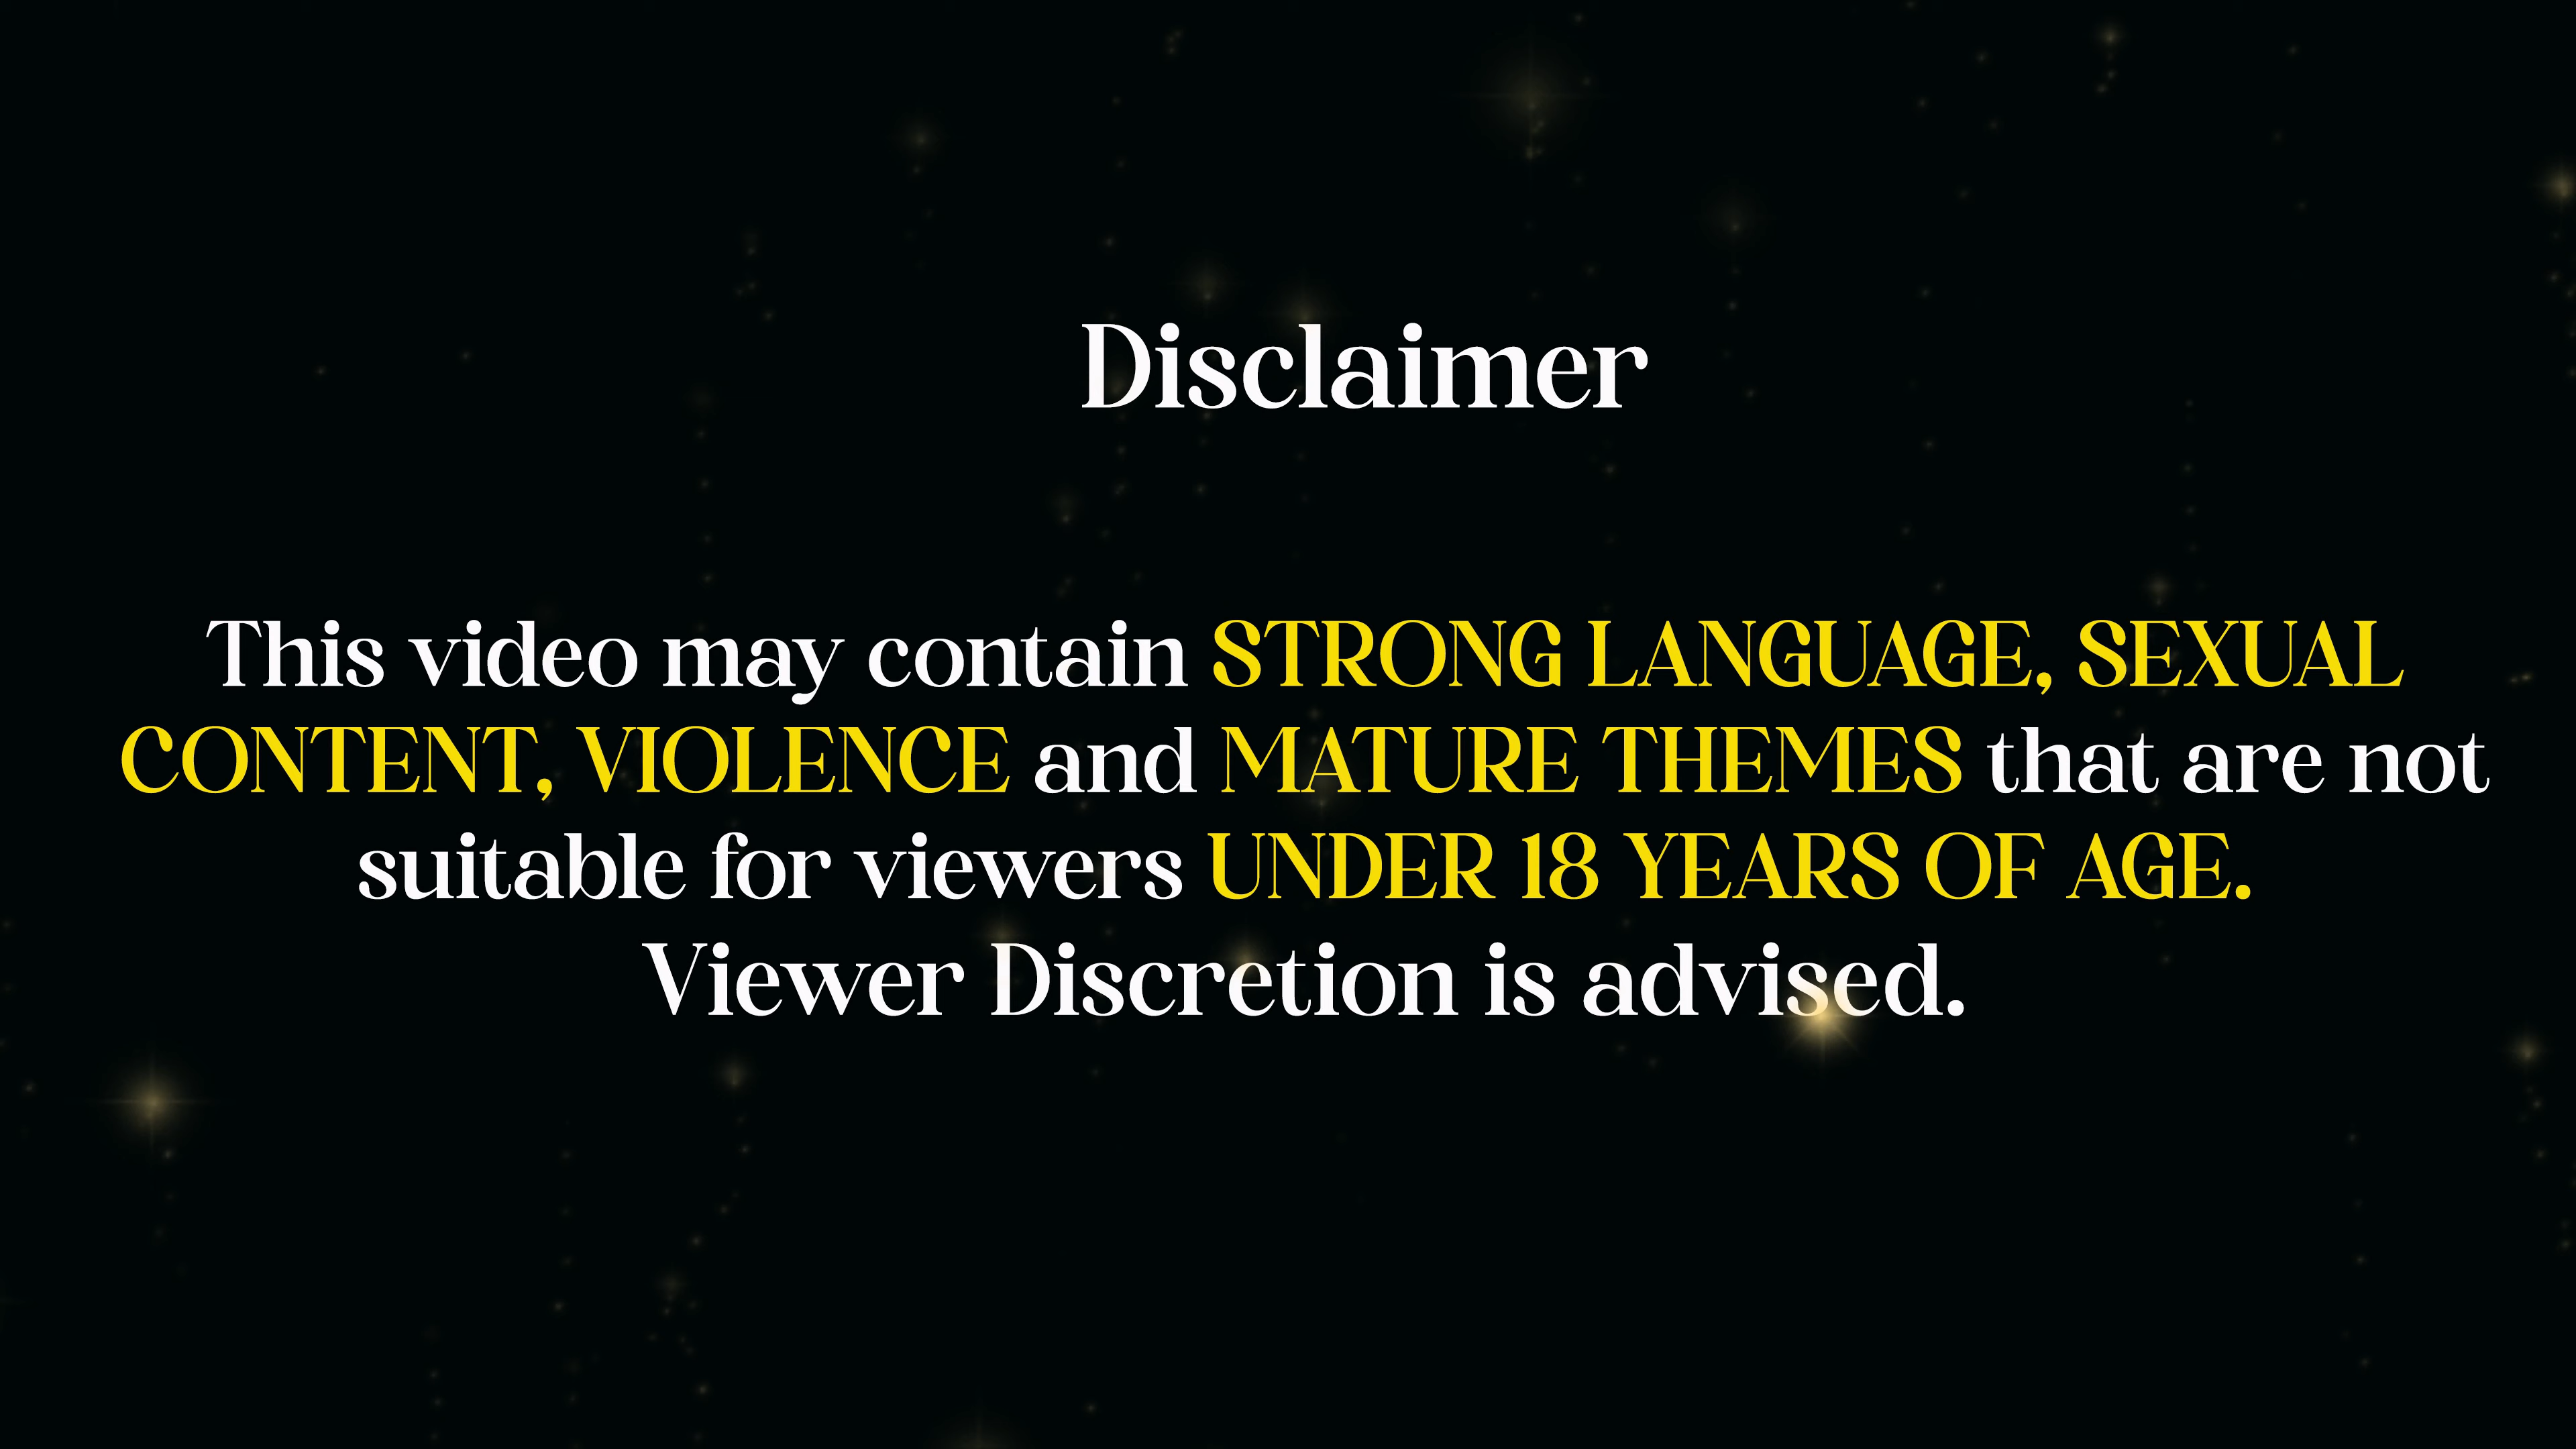 Disclaimer
This video may contain STRONG LANGUAGE, SEXUAL
CONTENT, VIOLENCE and MATURE THEMES that are not
suitable for viewers UNDER 18 YEARS OF AGE.
Viewer Discretion is advised.